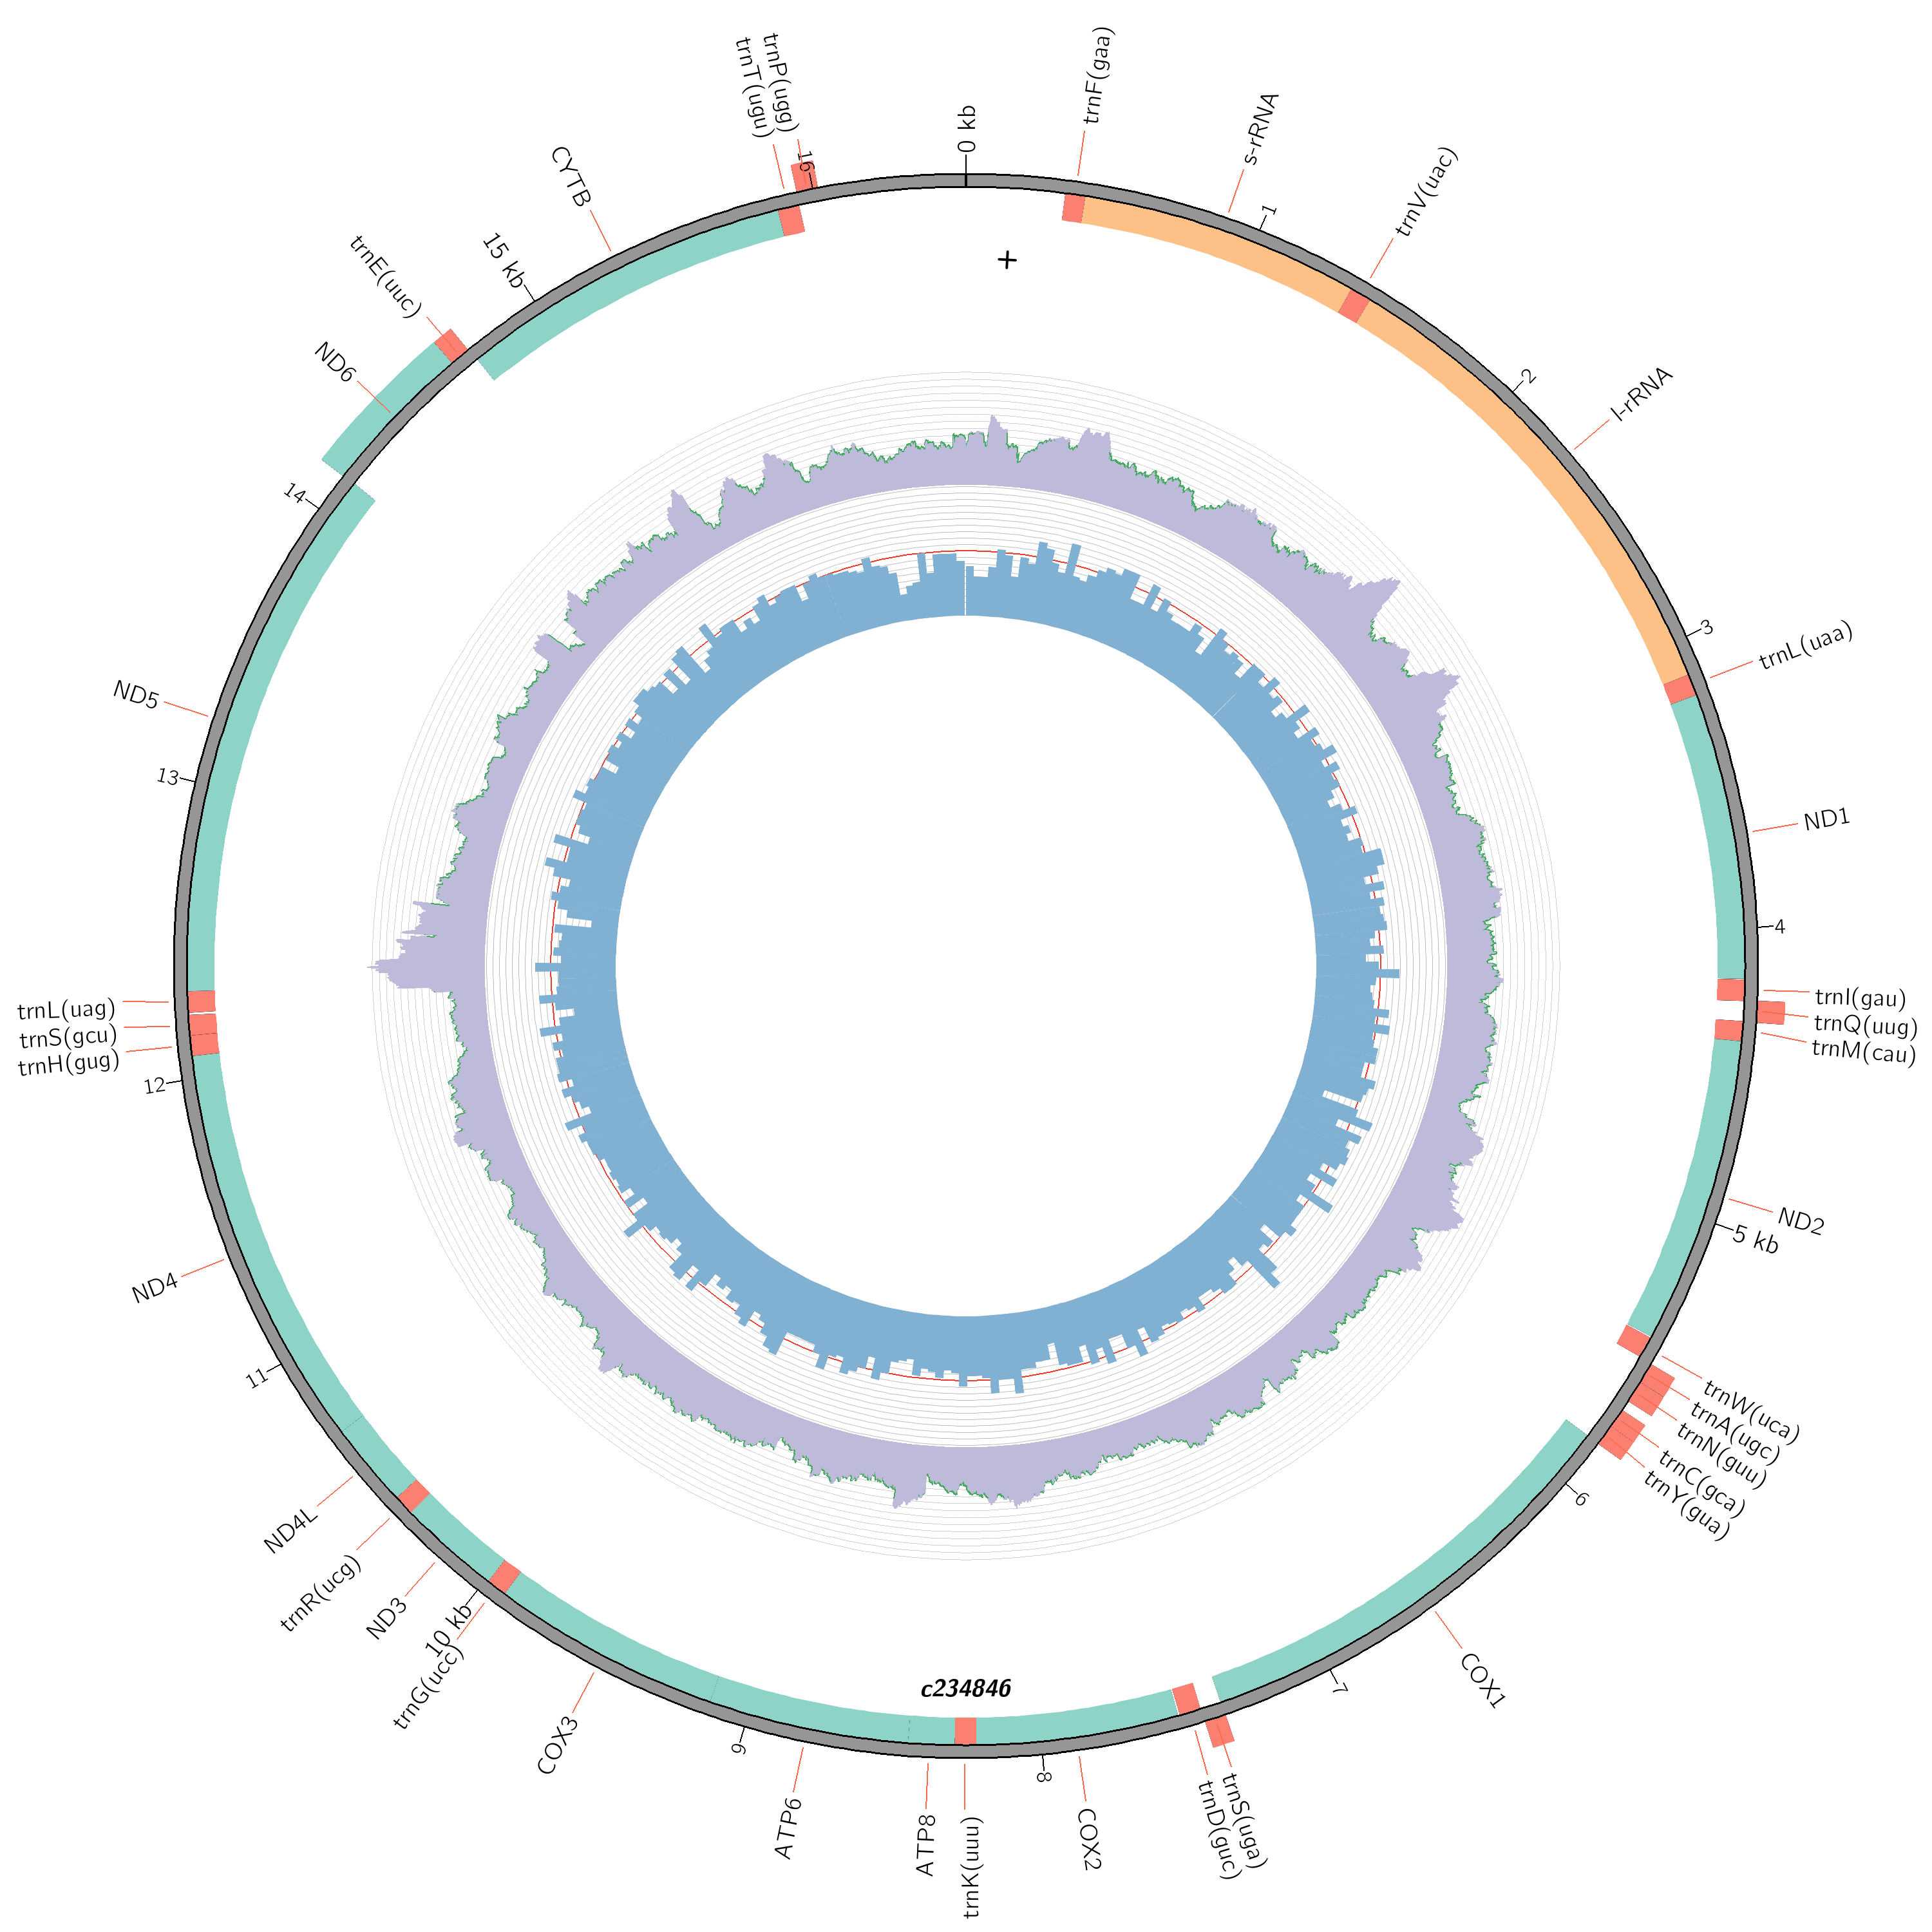 0 kb
trnF(gaa)
s-rRNA
1
trnV(uac)
2
l-rRNA
3
trnL(uaa)
ND1
4
trnI(gau)
trnQ(uug)
trnM(cau)
ND2
5 kb
trnW(uca)
trnA(ugc)
trnN(guu)
trnC(gca)
trnY(gua)
6
COX1
7
trnS(uga)
trnD(guc)
COX2
8
trnK(uuu)
ATP8
ATP6
9
COX3
trnG(ucc)
10 kb
ND3
trnR(ucg)
ND4L
11
ND4
12
trnH(gug)
trnS(gcu)
trnL(uag)
13
ND5
14
ND6
trnE(uuc)
15 kb
CYTB
trnT(ugu)
trnP(ugg)
16
+
c234846